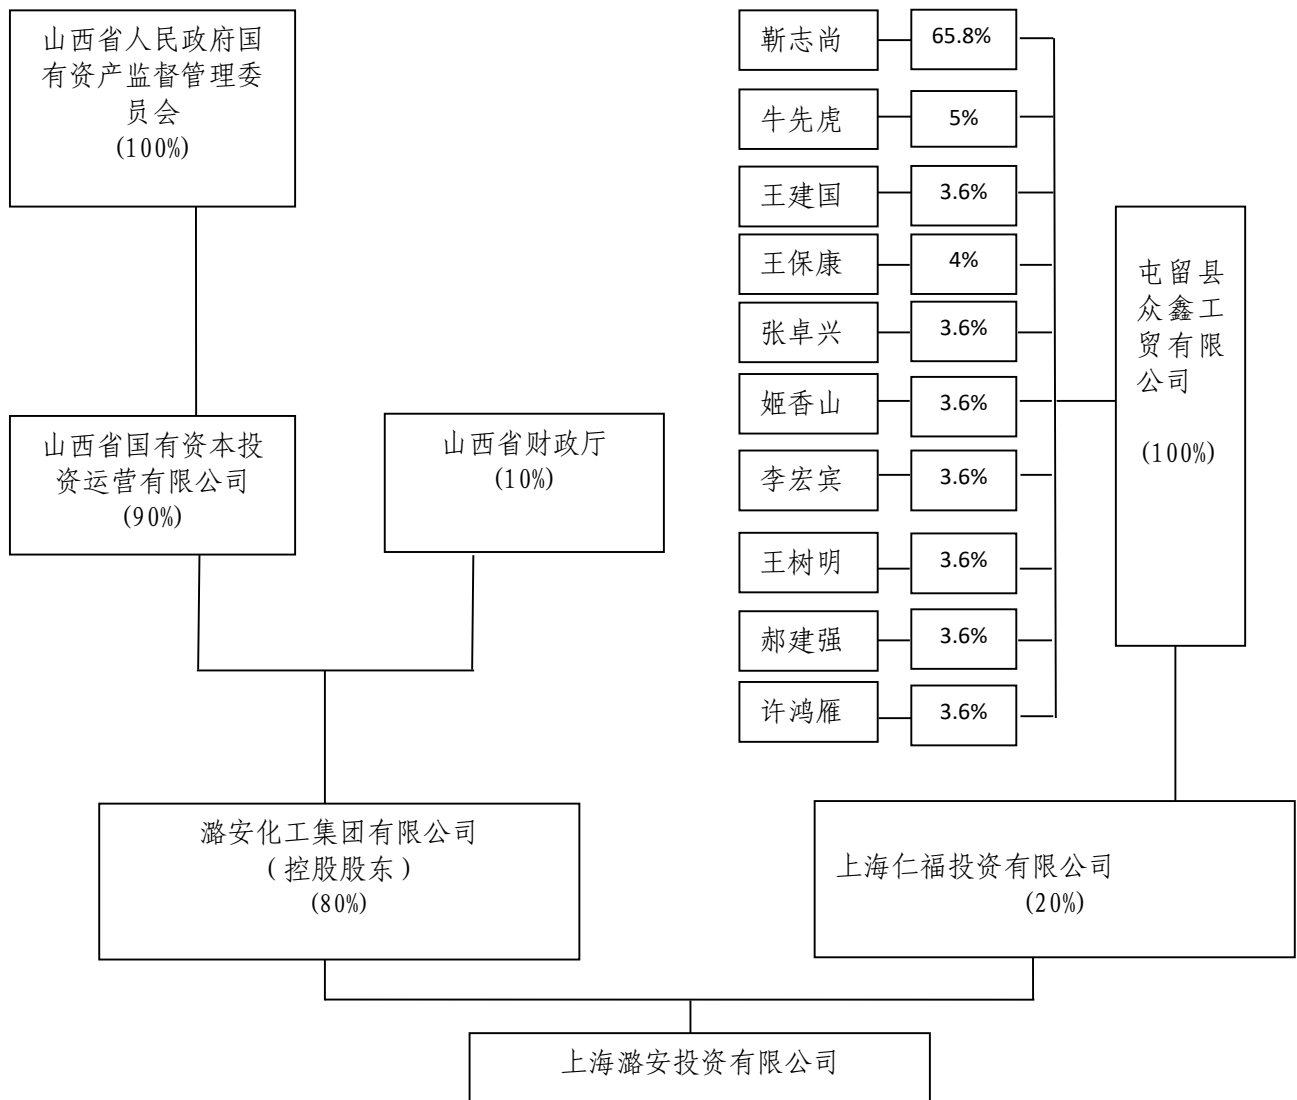 山西省人民政府国
有资产监督管理委
员会
(100%)
山西省国有资本投
资运营有限公司
(90%)
山西省财政厅
(10%)
靳志尚
65.8%
牛先虎
5%
王建国
3.6%
王保康
4%
张卓兴
3.6%
姬香山
3.6%
李宏宾
3.6%
王树明
3.6%
郝建强
3.6%
许鸿雁
3.6%
屯留县
众鑫工
贸有限
公司
(100%)
潞安化工集团有限公司
(控股股东)
(80%)
上海仁福投资有限公司
(20%)
上海潞安投资有限公司